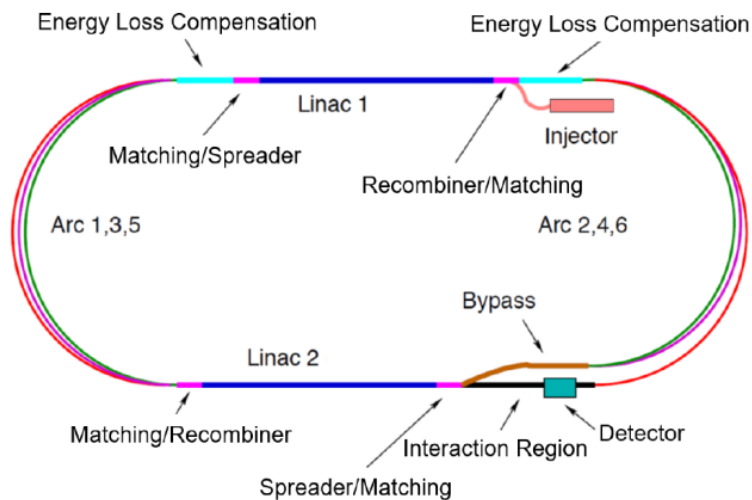 Energy Loss Compensation
Energy Loss Compensation
Linac 1
Injector
Matching/Spreader
Recombiner/Matching
Arc 1,3,5
Arc 2,4,6
Bypass
Linac 2
Matching/Recombiner
Interaction Region
Detector
Spreader/Matching